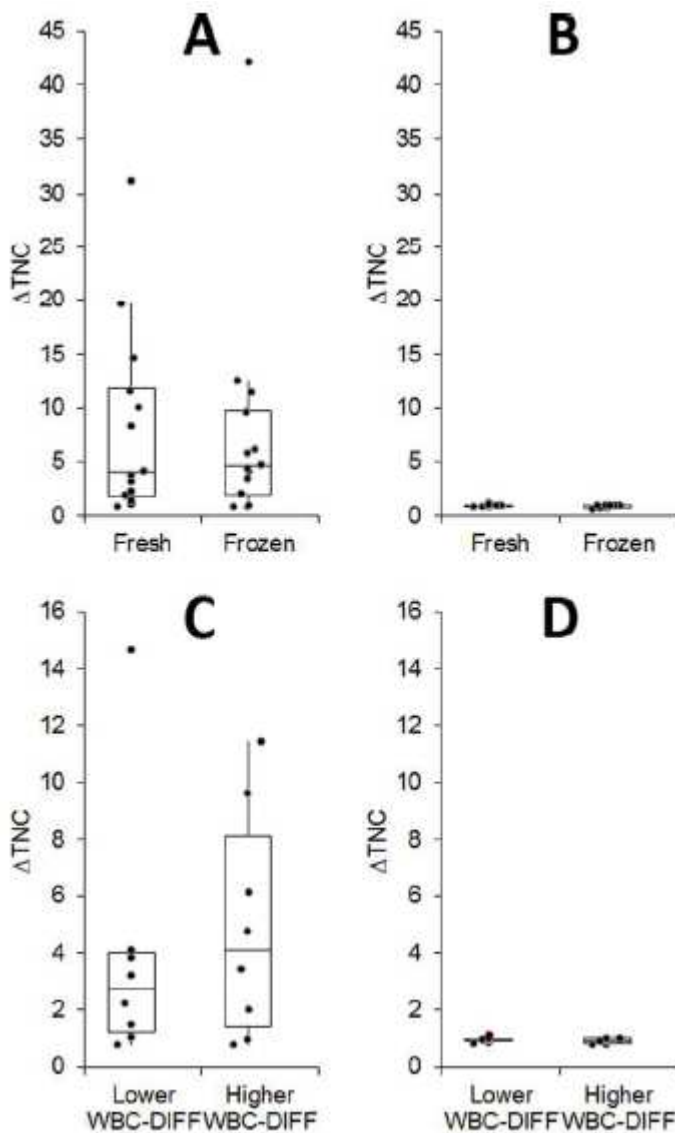 A
B
45
40
35
30
25
20
15
10
5
0
ΔTNC
Fresh
Frozen
45
40
35
30
25
20
15
10
5
0
ΔTNC
Fresh
Frozen
C
D
16
14
12
10
8
6
4
2
0
ΔTNC
Lower
WBC-DIFF
Higher
WBC-DIFF
16
14
12
10
8
6
4
2
0
ΔTNC
Lower
WBC-DIFF
Higher
WBC-DIFF